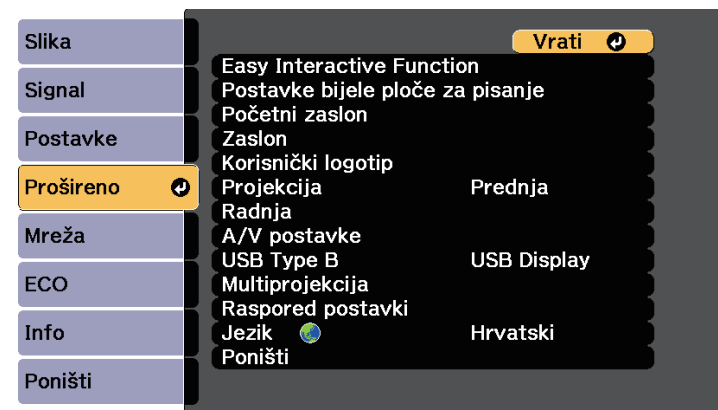 Slika
Signal
Postavke
Prošireno
Mreža
ECO
Info
Poništi
Vrati
Easy Interactive Function
Postavke bijele ploče za pisanje
Početni zaslon
Zaslon
Korisnički logotip
Projekcija Prednja
Radnja
A/V postavke
USB Type B USB Display
Multiprojekcija
Raspored postavki
Jezik Hrvatski
Poništi